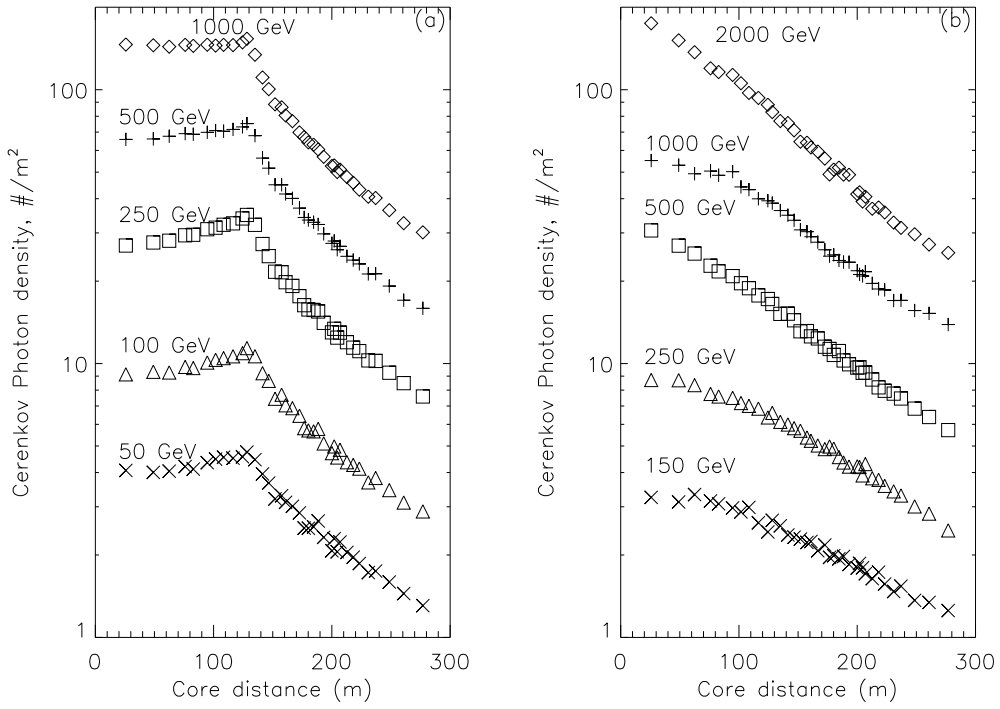 (a)
1000 GeV
500 GeV
250 GeV
100 GeV
50 GeV
100
10
1
0
100
200
300
Core distance (m)
Cerenkov Photon density, #/m²
(b)
2000 GeV
1000 GeV
500 GeV
250 GeV
150 GeV
100
10
1
0
100
200
300
Core distance (m)
Cerenkov Photon density, #/m²